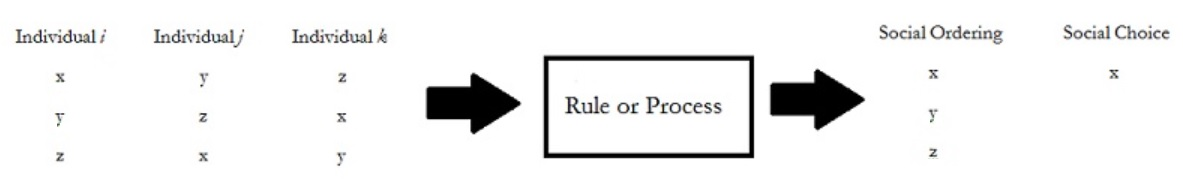 Individual i Individual j Individual k Social Ordering Social Choice
x y z x x
y z x Rule or Process y
z x y z